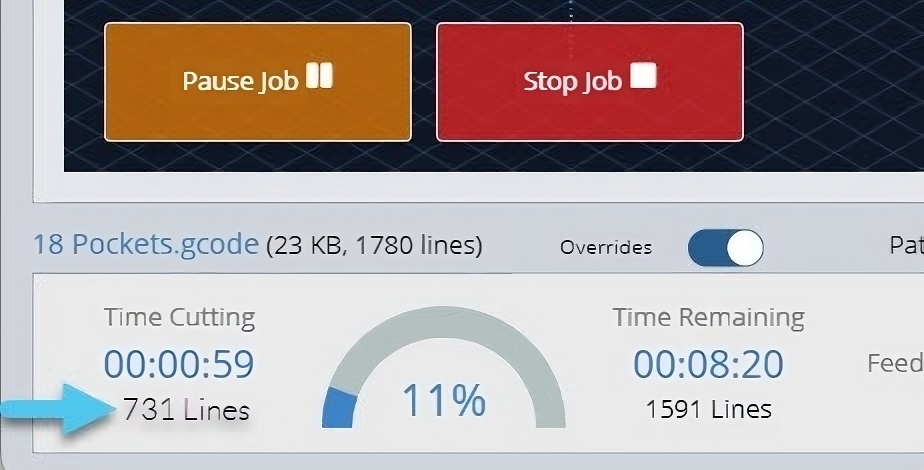 Pause Job
Stop Job
18 Pockets.gcode (23 KB, 1780 lines)
Overrides
Pat
Time Cutting
00:00:59
731 Lines
11%
Time Remaining
00:08:20
1591 Lines
Feed